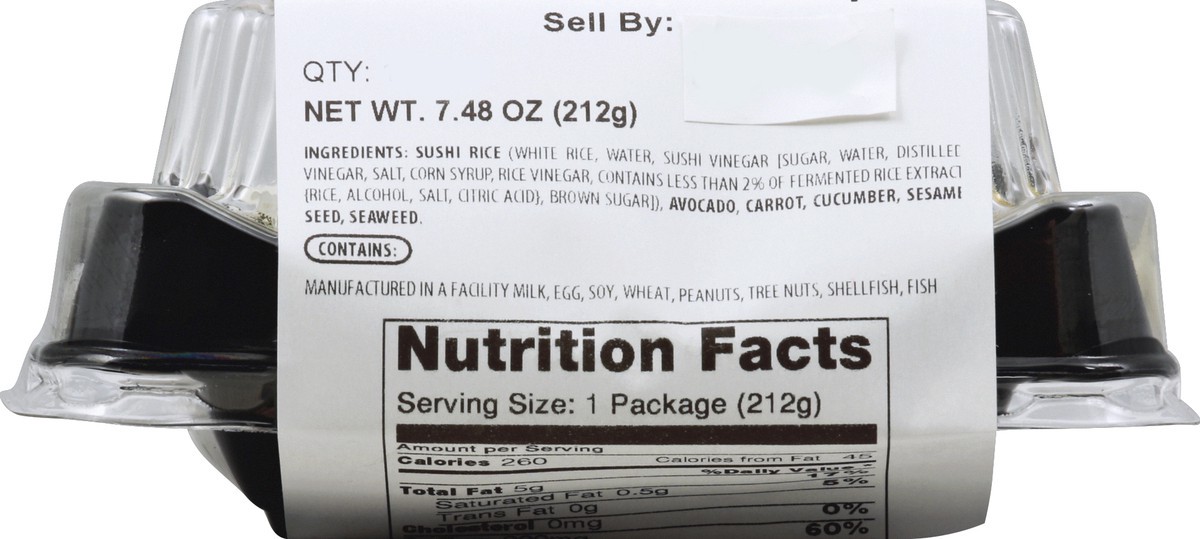 Sell By:
QTY:
NET WT. 7.48 OZ (212g)
INGREDIENTS: SUSHI RICE (WHITE RICE, WATER, SUSHI VINEGAR [SUGAR, WATER, DISTILLED
VINEGAR, SALT, CORN SYRUP, RICE VINEGAR, CONTAINS LESS THAN 2% OF FERMENTED RICE EXTRACT
{RICE, ALCOHOL, SALT, CITRIC ACID}, BROWN SUGAR]), AVOCADO, CARROT, CUCUMBER, SESAME
SEED, SEAWEED.
CONTAINS:
MANUFACTURED IN A FACILITY MILK, EGG, SOY, WHEAT, PEANUTS, TREE NUTS, SHELLFISH, FISH
Nutrition Facts
Serving Size: 1 Package (212g)
Amount per Serving
Calories 260 Calories from Fat 45
%Daily Value*
Total Fat 5g
Saturated Fat 0.5g 5%
Trans Fat 0g
Cholesterol 0mg 0%
60%